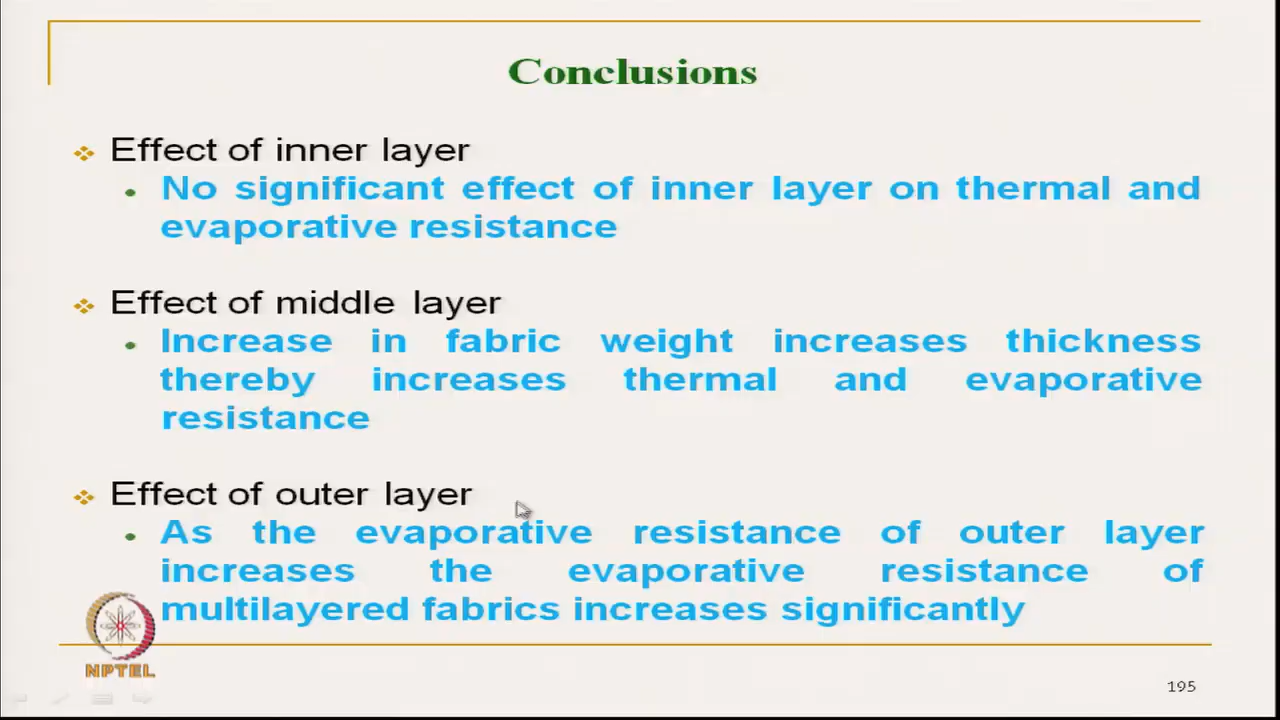 Conclusions
Effect of inner layer
No significant effect of inner layer on thermal and
evaporative resistance
Effect of middle layer
Increase in fabric weight increases thickness
thereby increases thermal and evaporative
resistance
Effect of outer layer
As the evaporative resistance of outer layer
increases the evaporative resistance of
multilayered fabrics increases significantly
NPTEL
195